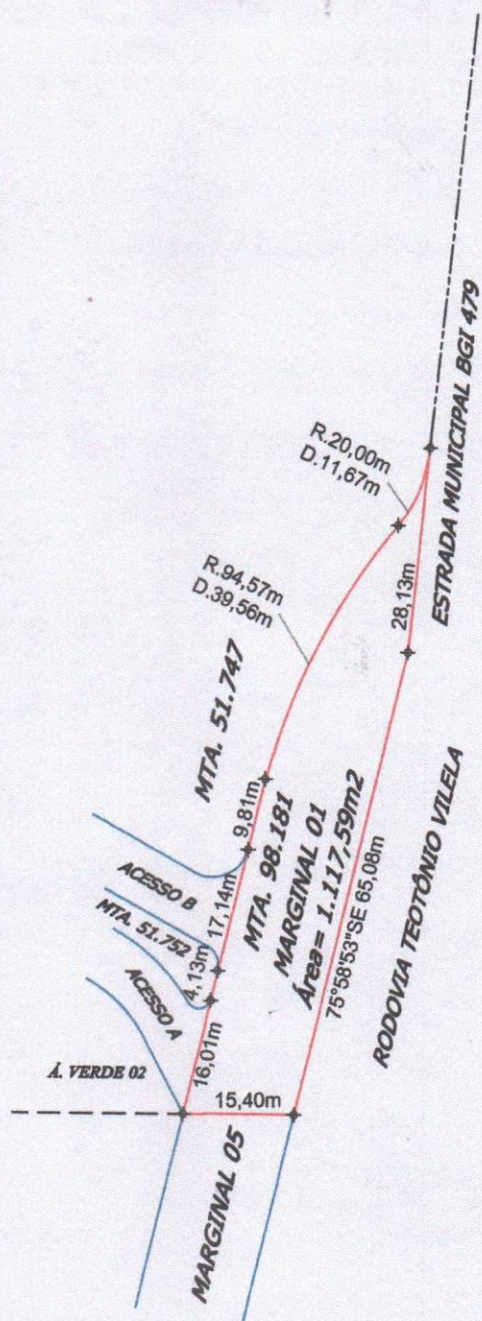 ESTRADA MUNICIPAL BGI 479
R.20,00m
D.11,67m
28,13m
R.94,57m
D.39,56m
MTA. 51.747
9,81m
MTA. 98.181
MARGINAL 01
Área= 1.117,59m2
75°58'53"SE 65,08m
RODOVIA TEOTÔNIO VILELA
ACESSO B
17,14m
MTA. 51.752
4,13m
ACESSO A
16,01m
Á. VERDE 02
15,40m
MARGINAL 05